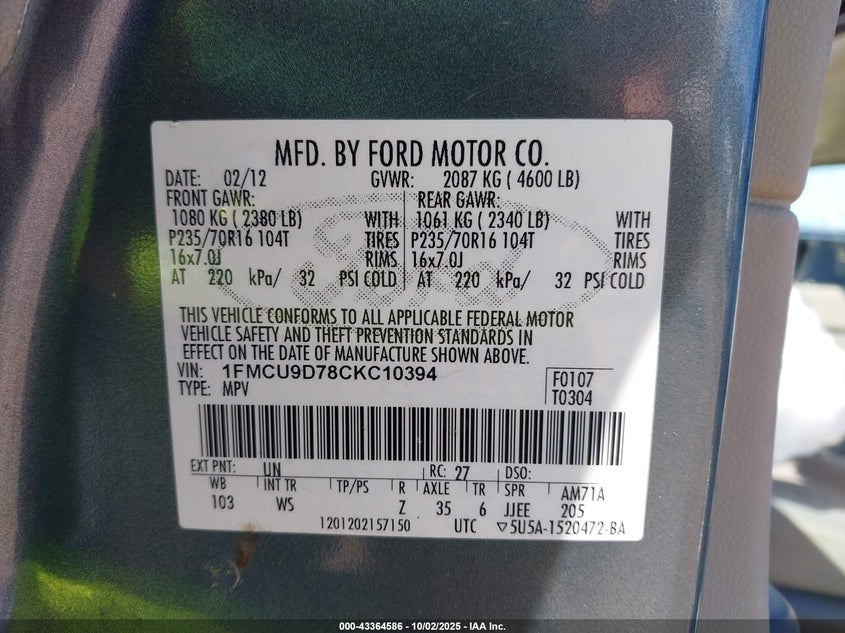 MFD. BY FORD MOTOR CO.
DATE: 02/12 GVWR: 2087 KG ( 4600 LB)
FRONT GAWR: REAR GAWR:
1080 KG ( 2380 LB) WITH 1061 KG ( 2340 LB) WITH
P235/70R16 104T TIRES P235/70R16 104T TIRES
16x7.0J RIMS 16x7.0J RIMS
AT 220 kPa/ 32 PSI COLD AT 220 kPa/ 32 PSI COLD
Ford
THIS VEHICLE CONFORMS TO ALL APPLICABLE FEDERAL MOTOR
VEHICLE SAFETY AND THEFT PREVENTION STANDARDS IN
EFFECT ON THE DATE OF MANUFACTURE SHOWN ABOVE.
VIN: 1FMCU9D78CKC10394 F0107
TYPE: MPV T0304
EXT PNT: UN RC: 27 DSO:
WB INT TR TP/PS R AXLE TR SPR AM71A
103 WS Z 35 6 JJEE 205
1201202157150 UTC ▽5U5A-1520472-BA
000-43364586 - 10/02/2025 - IAA Inc.